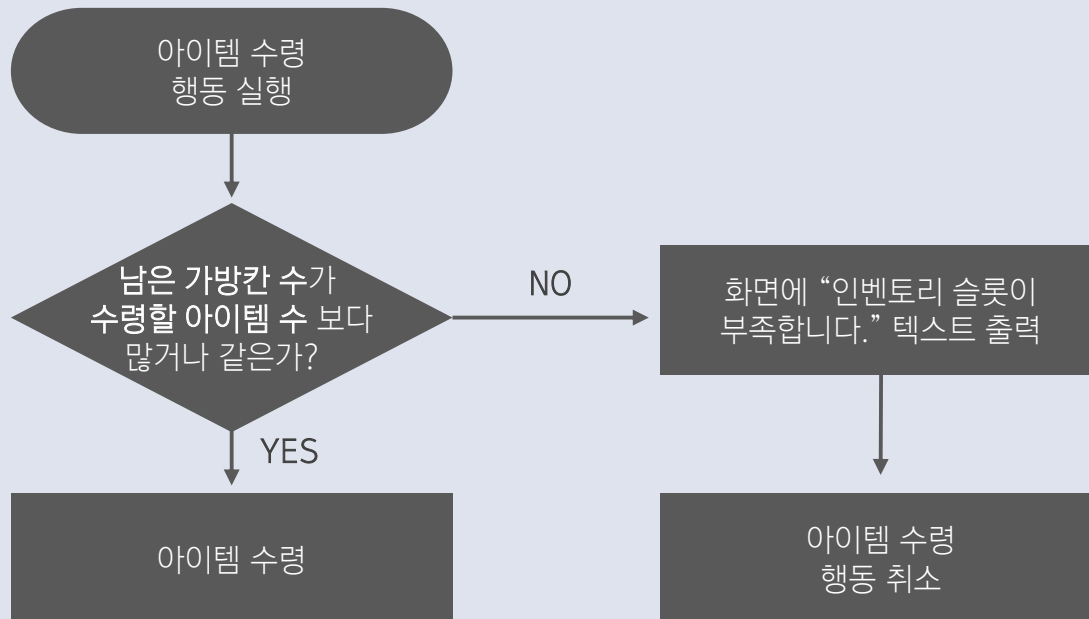 아이템 수령
행동 실행
남은 가방칸 수가
수령할 아이템 수 보다
많거나 같은가?
NO
화면에 “인벤토리 슬롯이
부족합니다.” 텍스트 출력
YES
아이템 수령
아이템 수령
행동 취소